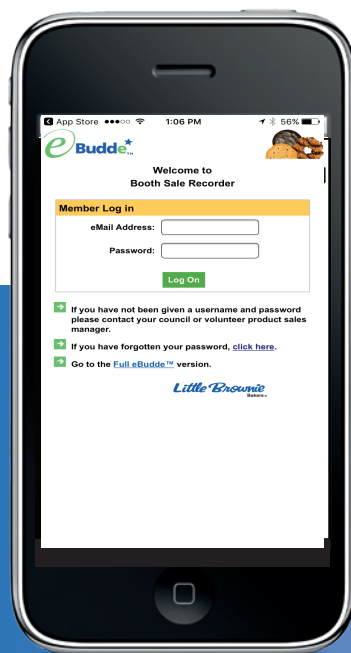 App Store 1:06 PM 56%
eBudde
Welcome to
Booth Sale Recorder
Member Log in
eMail Address:
Password:
Log On
If you have not been given a username and password
please contact your council or volunteer product sales
manager.
If you have forgotten your password, click here.
Go to the Full eBudde™ version.
Little Brownie
Bakers